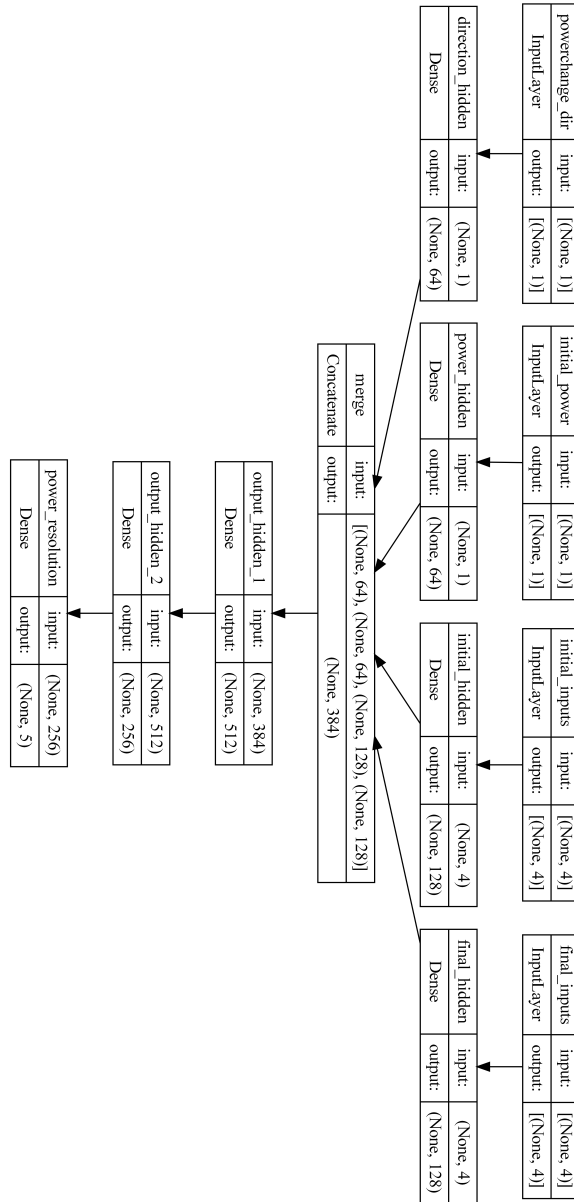 powerchange_dir input: [(None, 1)]
InputLayer output: [(None, 1)]
initial_power input: [(None, 1)]
InputLayer output: [(None, 1)]
initial_inputs input: [(None, 4)]
InputLayer output: [(None, 4)]
final_inputs input: [(None, 4)]
InputLayer output: [(None, 4)]
direction_hidden input: (None, 1)
Dense output: (None, 64)
power_hidden input: (None, 1)
Dense output: (None, 64)
initial_hidden input: (None, 4)
Dense output: (None, 128)
final_hidden input: (None, 4)
Dense output: (None, 128)
merge input: [(None, 64), (None, 64), (None, 128), (None, 128)]
Concatenate output: (None, 384)
output_hidden_1 input: (None, 384)
Dense output: (None, 512)
output_hidden_2 input: (None, 512)
Dense output: (None, 256)
power_resolution input: (None, 256)
Dense output: (None, 5)